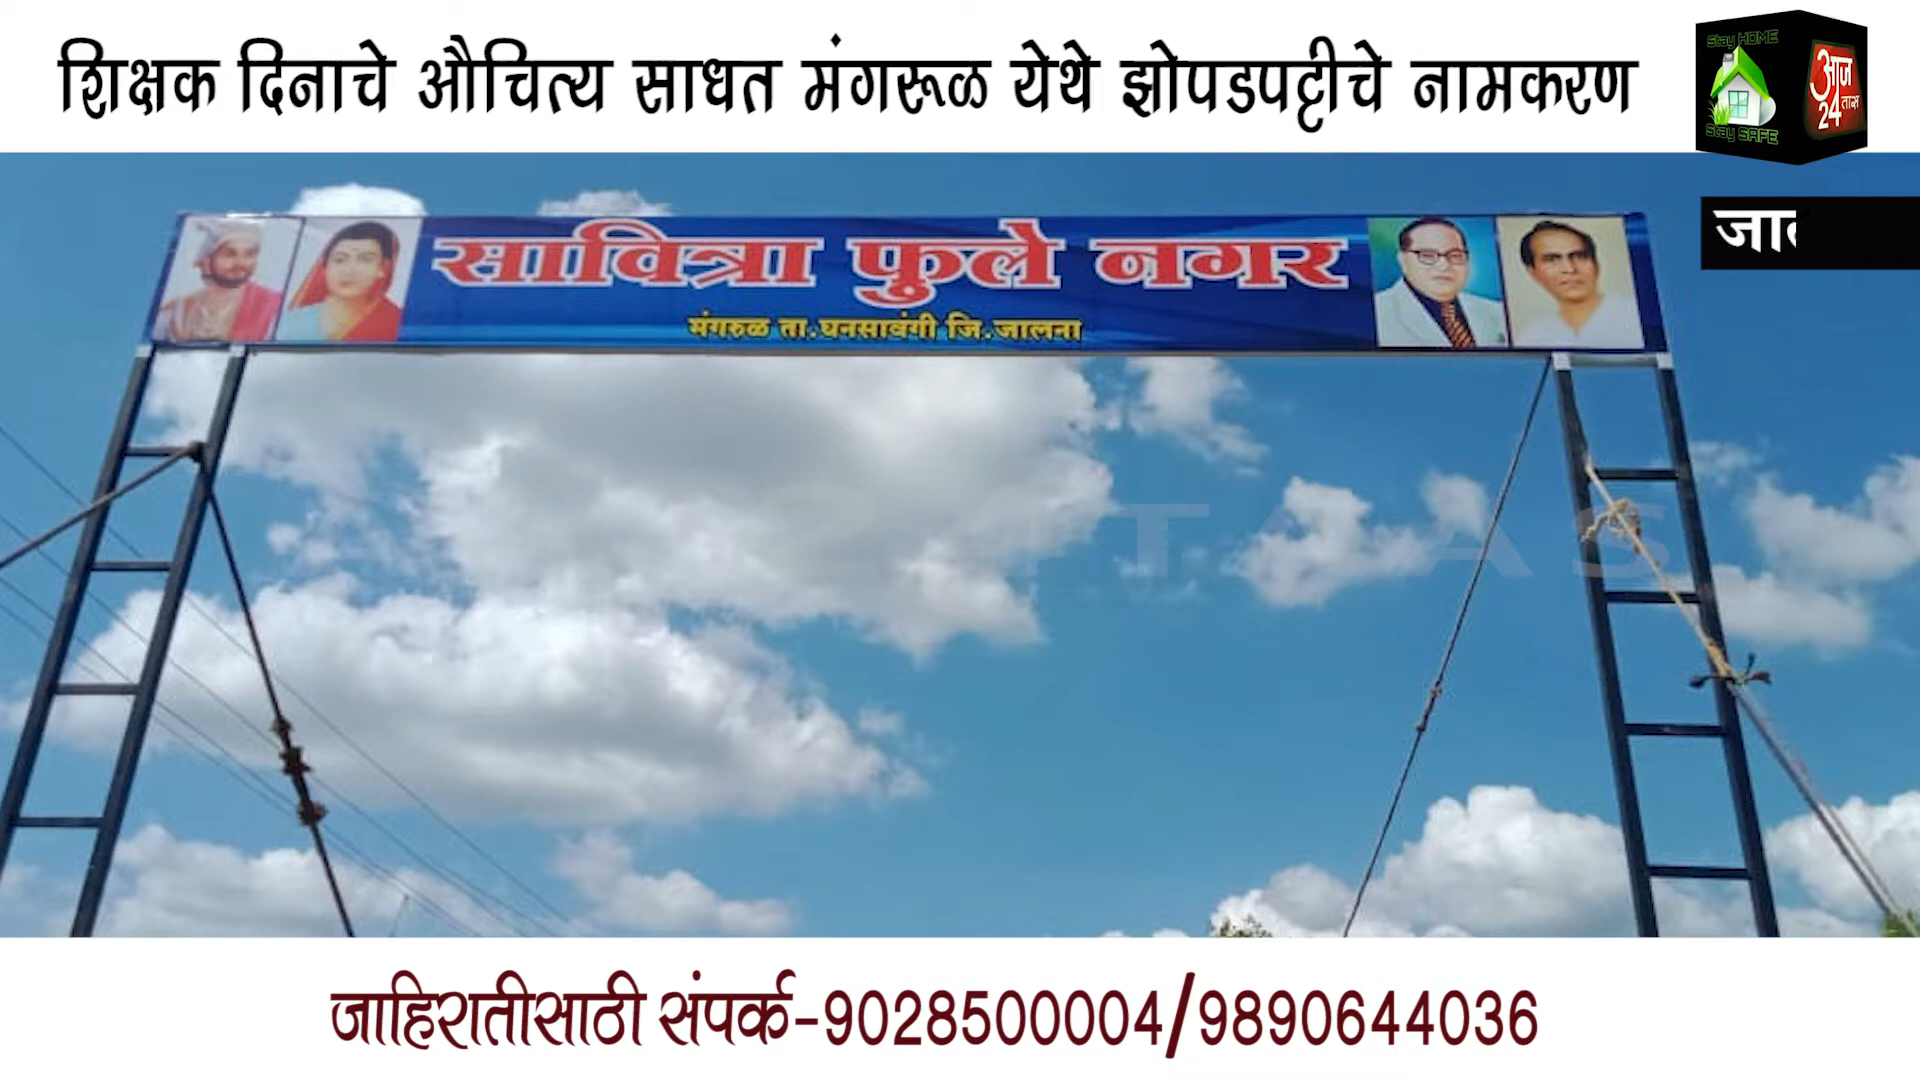 शिक्षक दिनाचे औचित्य साधत मंगरूळ येथे झोपडपट्टीचे नामकरण
Stay HOME
Stay SAFE
आज
24 तास
जाल
सावित्रा फुले नगर
मंगरुळ ता.घनसावंगी जि.जालना
24TAAS
जाहिरातीसाठी संपर्क-9028500004/9890644036